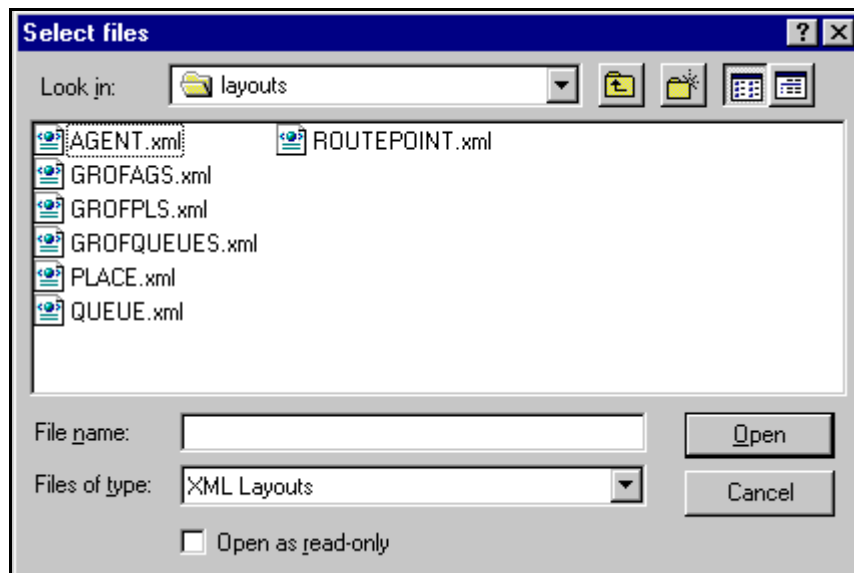 Select files
Look in: layouts
AGENT.xml ROUTEPOINT.xml
GROFAGS.xml
GROFPLS.xml
GROFQUEUES.xml
PLACE.xml
QUEUE.xml
File name: Open
Files of type: XML Layouts Cancel
Open as read-only